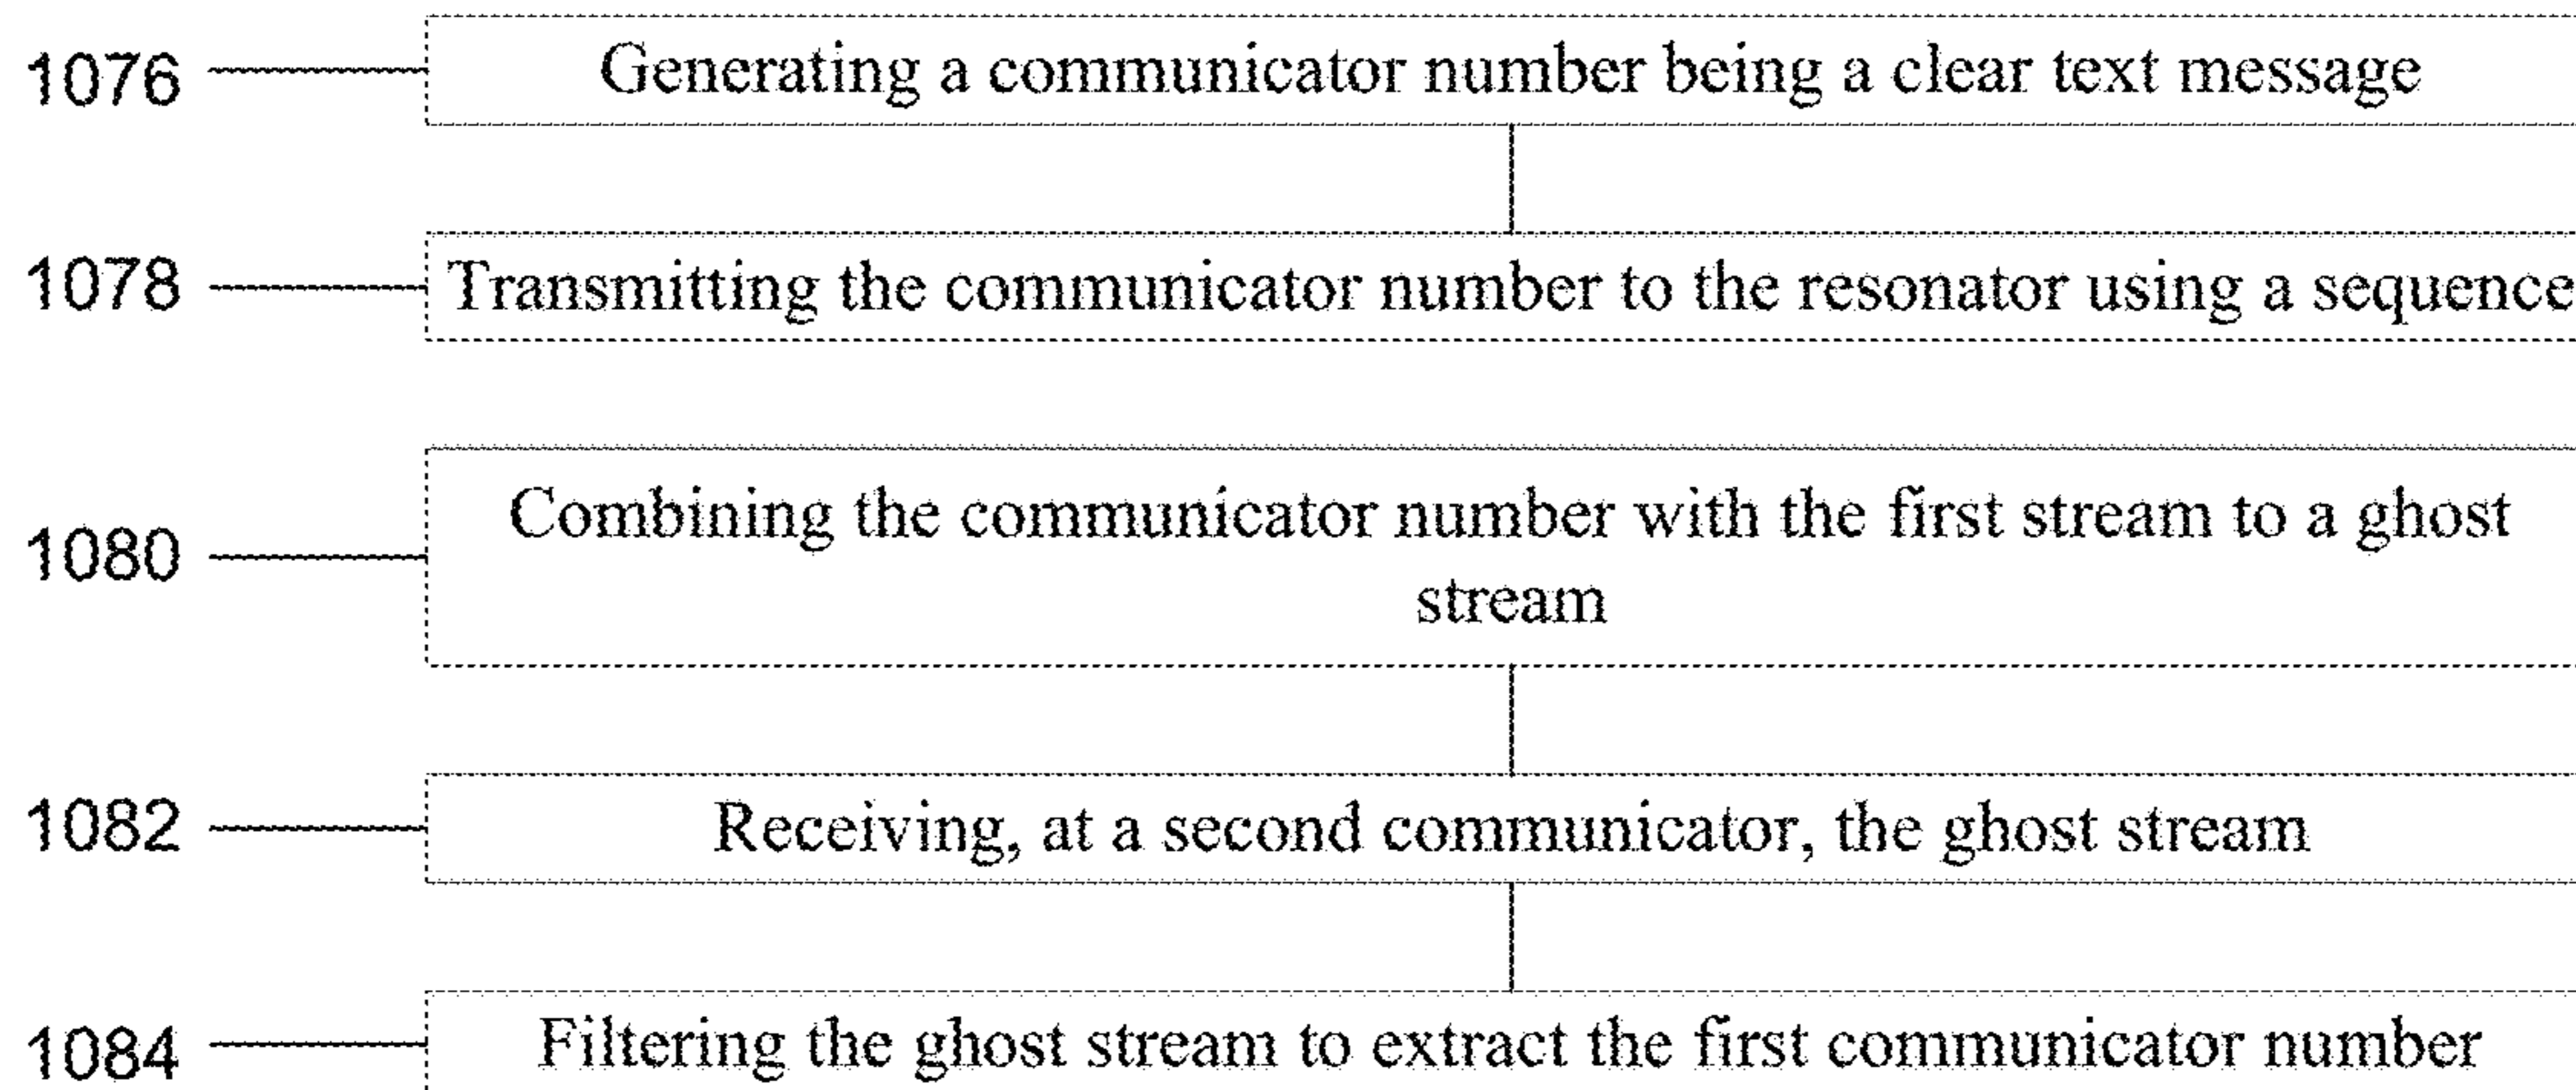 1076 Generating a communicator number being a clear text message
1078 Transmitting the communicator number to the resonator using a sequence
1080 Combining the communicator number with the first stream to a ghost
stream
1082 Receiving, at a second communicator, the ghost stream
1084 Filtering the ghost stream to extract the first communicator number